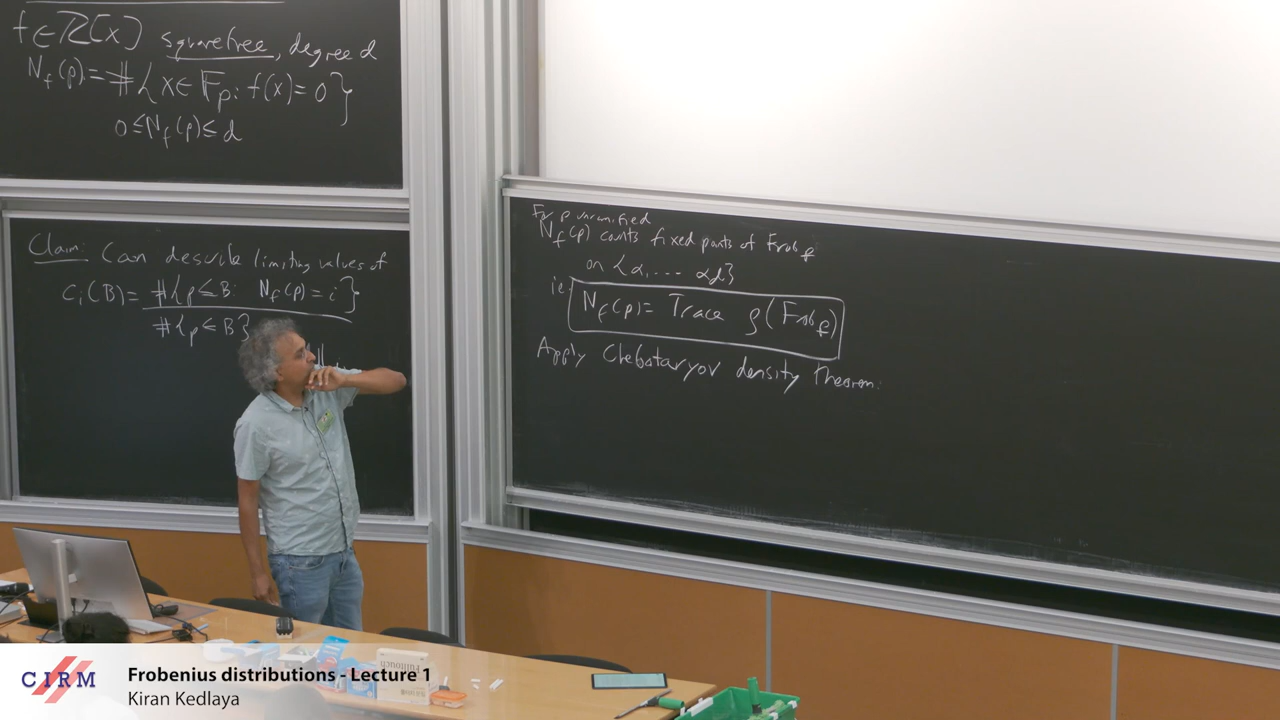 f∈Z[x] squarefree, degree d
N_f(p)=#{x∈F_p: f(x)=0}
0≤N_f(p)≤d
Claim: Can describe limiting values of
c_i(B)= #{p≤B: N_f(p)=i}
#{p≤B}
For p unramified
N_f(p) counts fixed points of Frob_p
on {α_1 ... α_d}
ie. N_f(p)= Trace ρ(Frob_p)
Apply Chebotaryov density theorem:
CIRM
Frobenius distributions - Lecture 1
Kiran Kedlaya